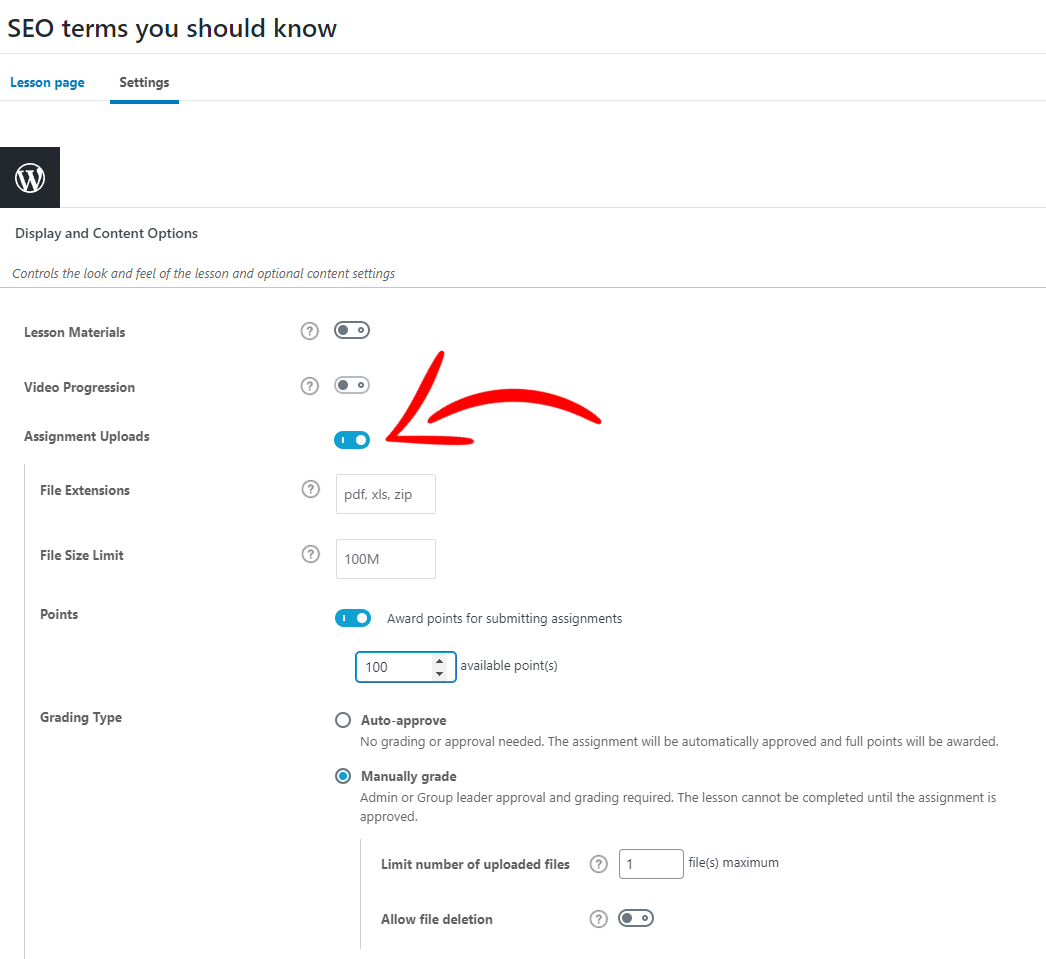 SEO terms you should know
Lesson page Settings
Display and Content Options
Controls the look and feel of the lesson and optional content settings
Lesson Materials ?
Video Progression ?
Assignment Uploads
File Extensions ? pdf, xls, zip
File Size Limit ? 100M
Points Award points for submitting assignments
100 available point(s)
Grading Type Auto-approve
No grading or approval needed. The assignment will be automatically approved and full points will be awarded.
Manually grade
Admin or Group leader approval and grading required. The lesson cannot be completed until the assignment is
approved.
Limit number of uploaded files ? 1 file(s) maximum
Allow file deletion ?